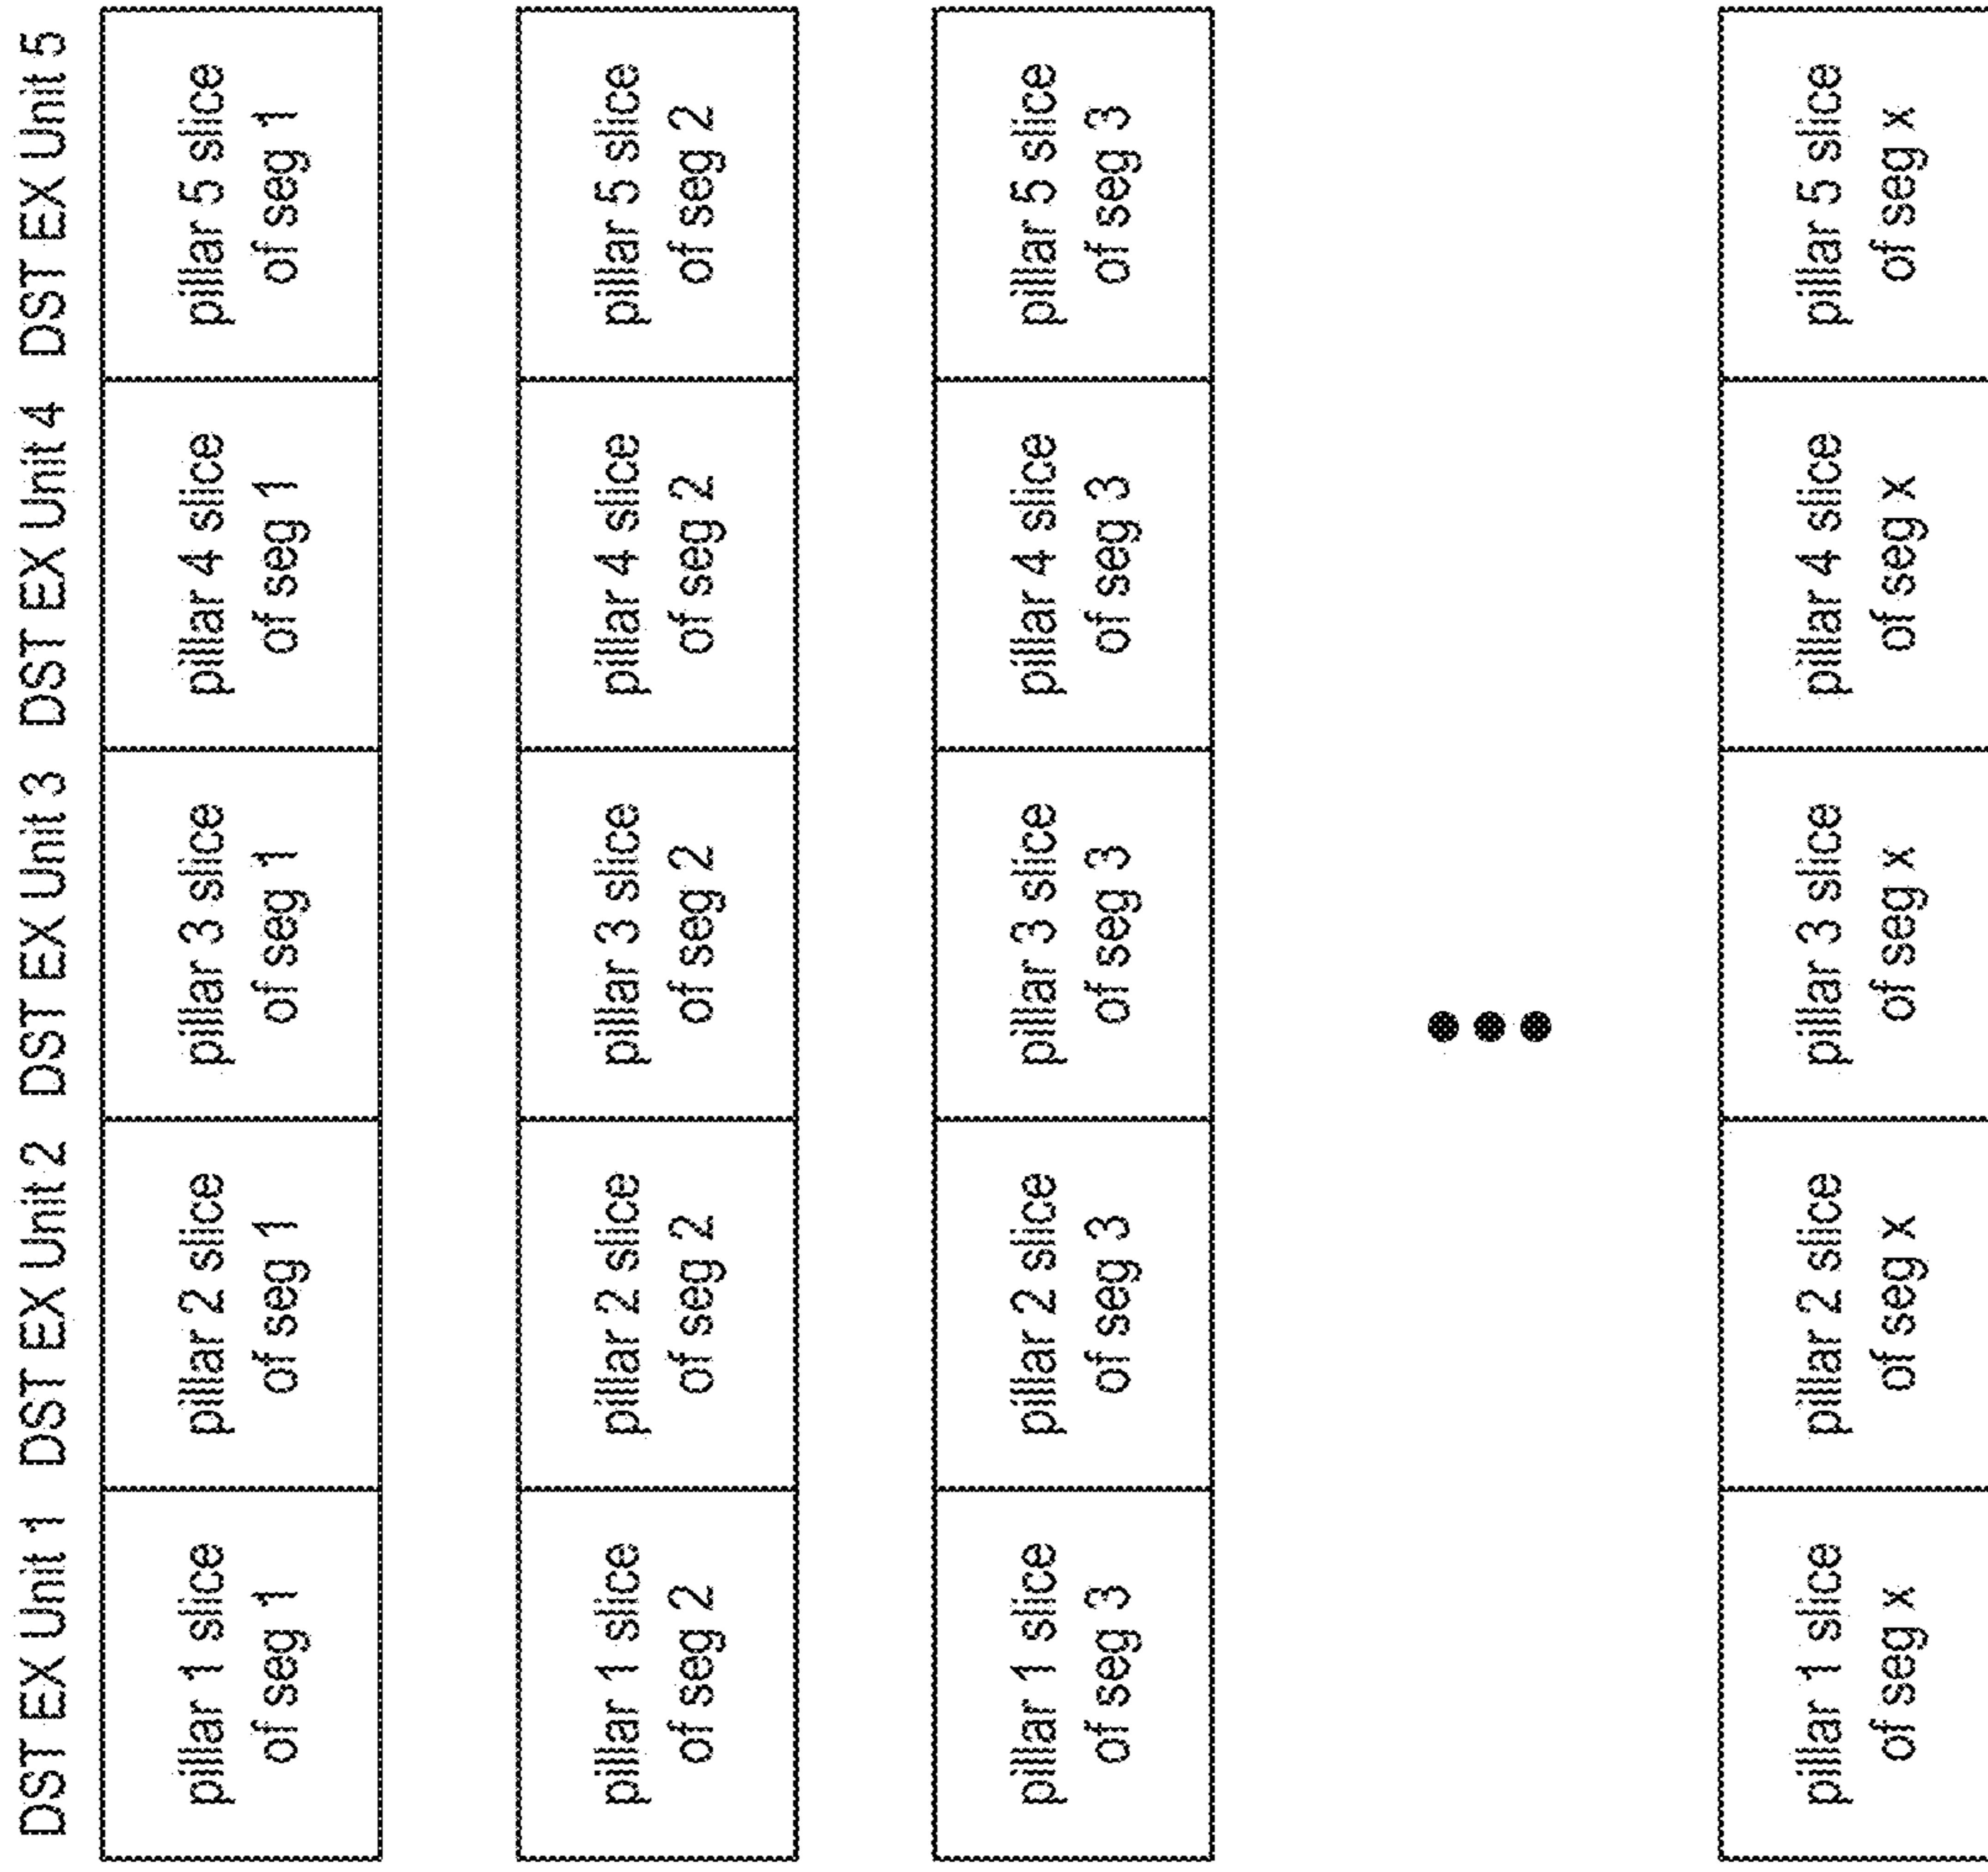 DST EX Unit 1 DST EX Unit 2 DST EX Unit 3 DST EX Unit 4 DST EX Unit 5
pillar 1 slice
of seg 1
pillar 2 slice
of seg 1
pillar 3 slice
of seg 1
pillar 4 slice
of seg 1
pillar 5 slice
of seg 1
pillar 1 slice
of seg 2
pillar 2 slice
of seg 2
pillar 3 slice
of seg 2
pillar 4 slice
of seg 2
pillar 5 slice
of seg 2
pillar 1 slice
of seg 3
pillar 2 slice
of seg 3
pillar 3 slice
of seg 3
pillar 4 slice
of seg 3
pillar 5 slice
of seg 3
pillar 1 slice
of seg x
pillar 2 slice
of seg x
pillar 3 slice
of seg x
pillar 4 slice
of seg x
pillar 5 slice
of seg x